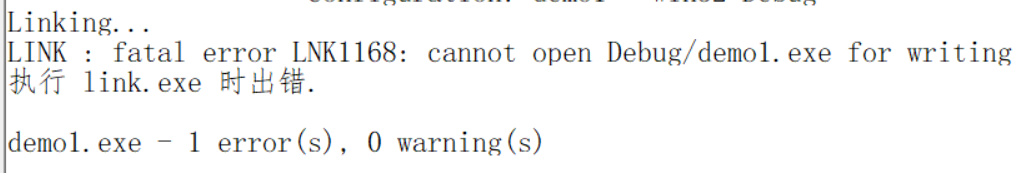 Linking...
LINK : fatal error LNK1168: cannot open Debug/demo1.exe for writing
执行 link.exe 时出错.
demo1.exe - 1 error(s), 0 warning(s)